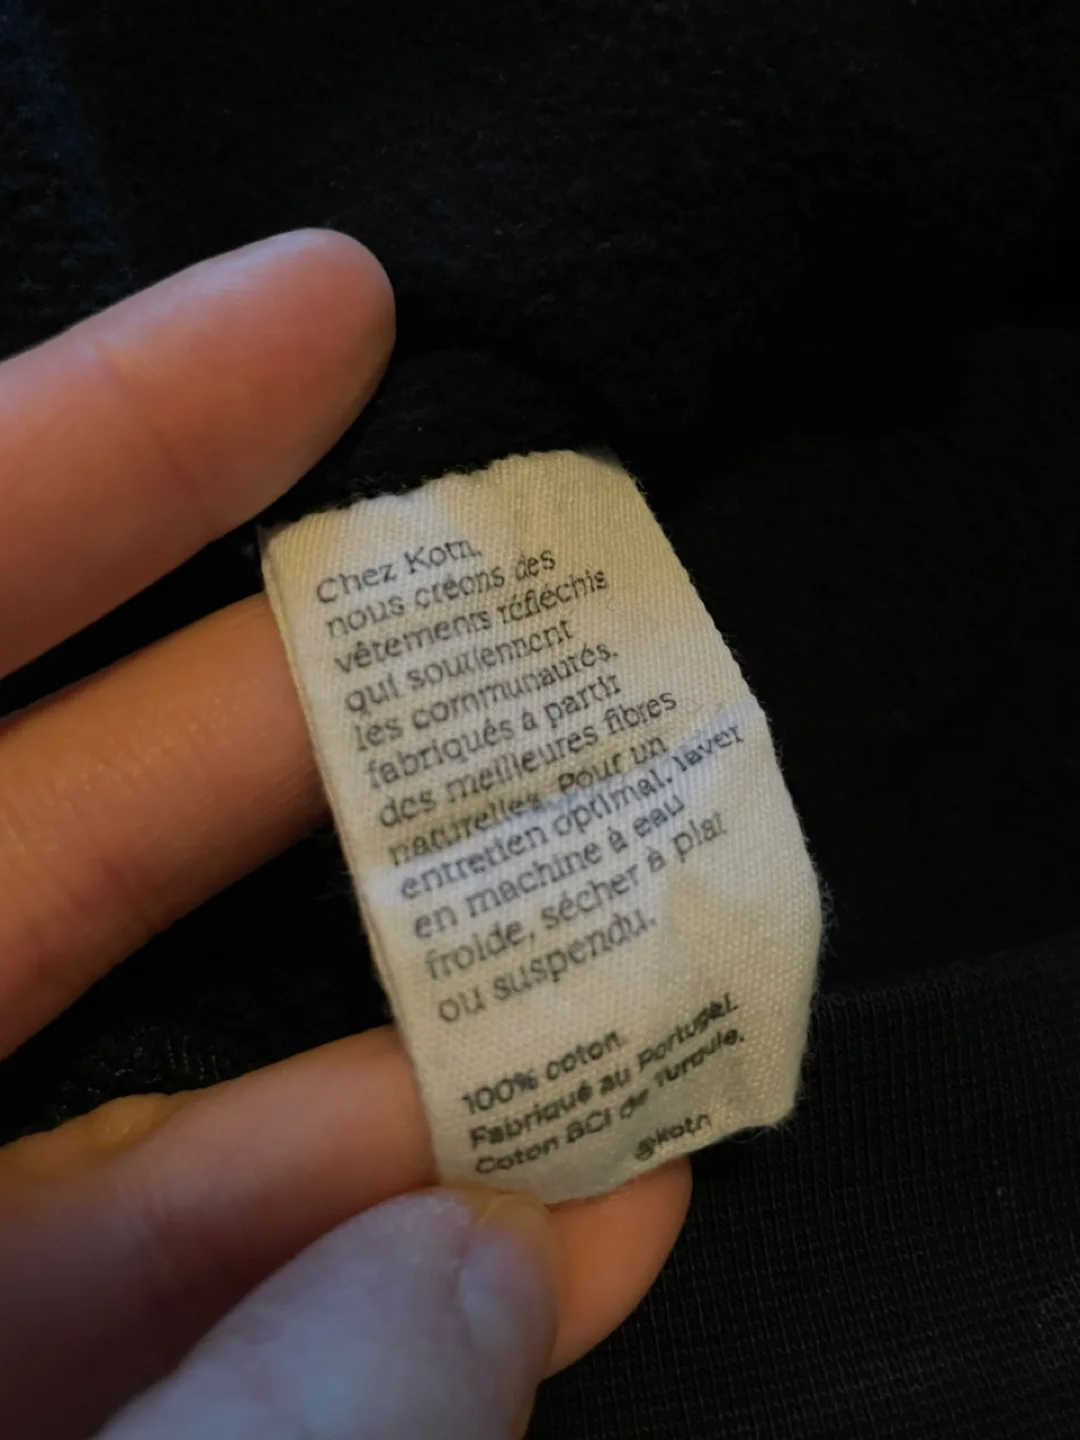 Chez Kotn,
nous créons des
vêtements réfléchis
qui soutiennent
les communautés,
fabriqués à partir
des meilleures fibres
naturelles. Pour un
entretien optimal, laver
en machine à eau
froide, sécher à plat
ou suspendu.
100% coton.
Fabriqué au Portugal.
Coton BCI de Turquie.
@kotn